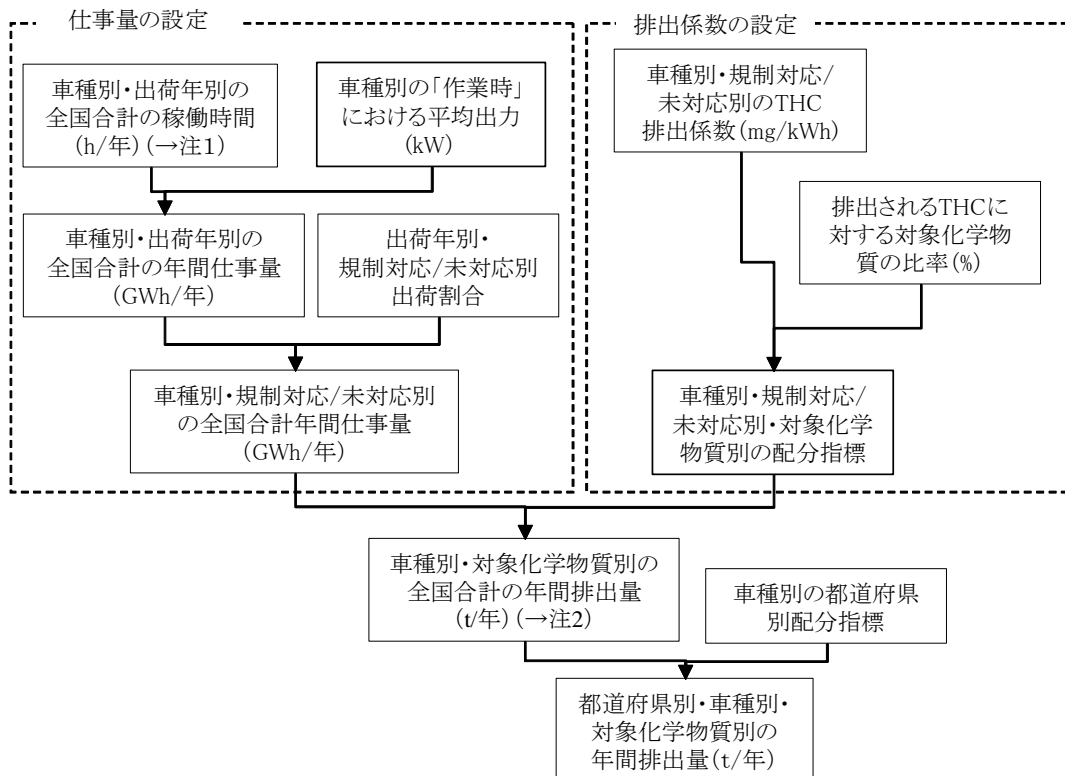 仕事量の設定
車種別・出荷年別の
全国合計の稼働時間
(h/年)(→注1)
車種別の「作業時」
における平均出力
(kW)
車種別・出荷年別の
全国合計の年間仕事量
(GWh/年)
出荷年別・
規制対応/未対応別
出荷割合
車種別・規制対応/未対応別
の全国合計年間仕事量
(GWh/年)
排出係数の設定
車種別・規制対応/
未対応別のTHC
排出係数(mg/kWh)
排出されるTHCに
対する対象化学物
質の比率(%)
車種別・規制対応/
未対応別・対象化学
物質別の配分指標
車種別・対象化学物質別の
全国合計の年間排出量
(t/年)(→注2)
車種別の都道府県
別配分指標
都道府県別・車種別・
対象化学物質別の
年間排出量(t/年)